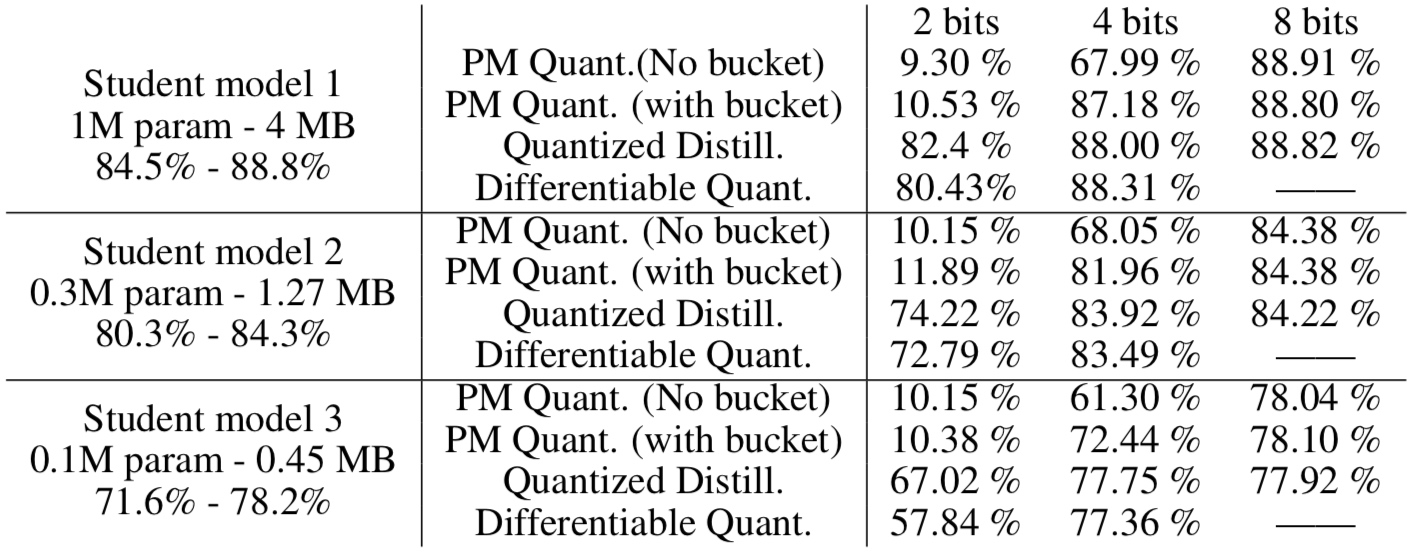 2 bits 4 bits 8 bits
Student model 1
1M param - 4 MB
84.5% - 88.8%
PM Quant.(No bucket) 9.30 % 67.99 % 88.91 %
PM Quant. (with bucket) 10.53 % 87.18 % 88.80 %
Quantized Distill. 82.4 % 88.00 % 88.82 %
Differentiable Quant. 80.43% 88.31 % ——
Student model 2
0.3M param - 1.27 MB
80.3% - 84.3%
PM Quant. (No bucket) 10.15 % 68.05 % 84.38 %
PM Quant. (with bucket) 11.89 % 81.96 % 84.38 %
Quantized Distill. 74.22 % 83.92 % 84.22 %
Differentiable Quant. 72.79 % 83.49 % ——
Student model 3
0.1M param - 0.45 MB
71.6% - 78.2%
PM Quant. (No bucket) 10.15 % 61.30 % 78.04 %
PM Quant. (with bucket) 10.38 % 72.44 % 78.10 %
Quantized Distill. 67.02 % 77.75 % 77.92 %
Differentiable Quant. 57.84 % 77.36 % ——